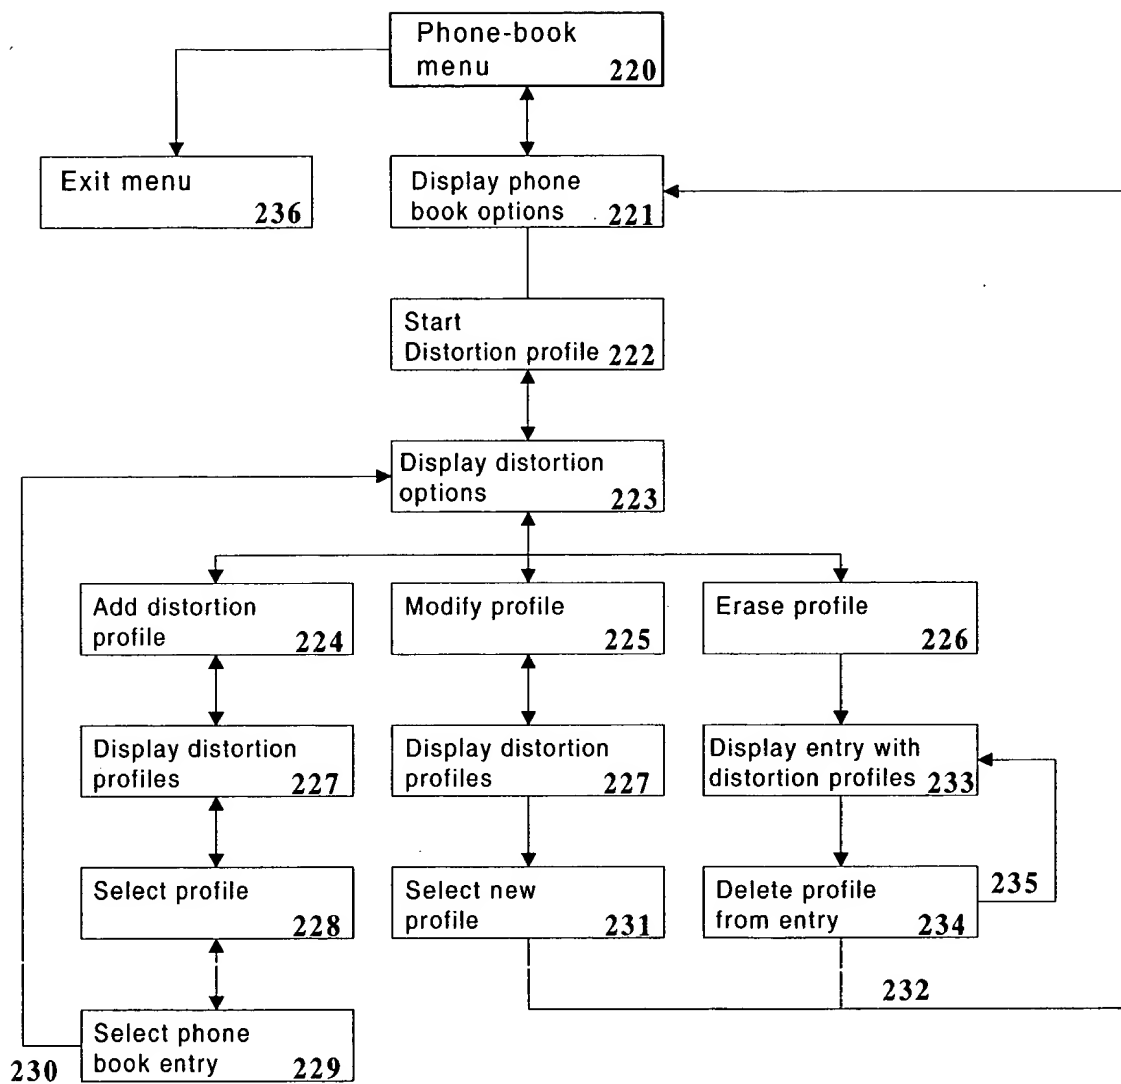 Phone-book
menu 220
Exit menu
236
Display phone
book options 221
Start
Distortion profile 222
Display distortion
options 223
Add distortion
profile 224
Modify profile
225
Erase profile
226
Display distortion
profiles 227
Display distortion
profiles 227
Display entry with
distortion profiles 233
Select profile
228
Select new
profile 231
Delete profile
from entry 234
235
232
Select phone
book entry 229
230